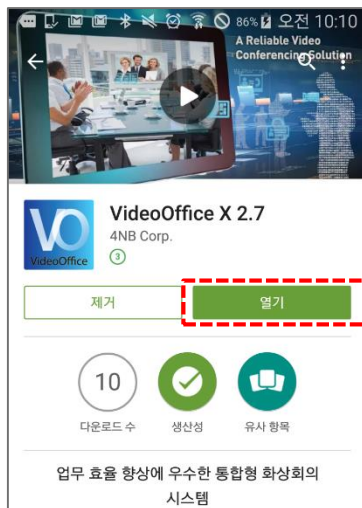 86% 오전 10:10
A Reliable Video
Conferencing Solution
VO
VideoOffice
VideoOffice X 2.7
4NB Corp.
3
제거
열기
10
다운로드 수
생산성
유사 항목
업무 효율 향상에 우수한 통합형 화상회의
시스템